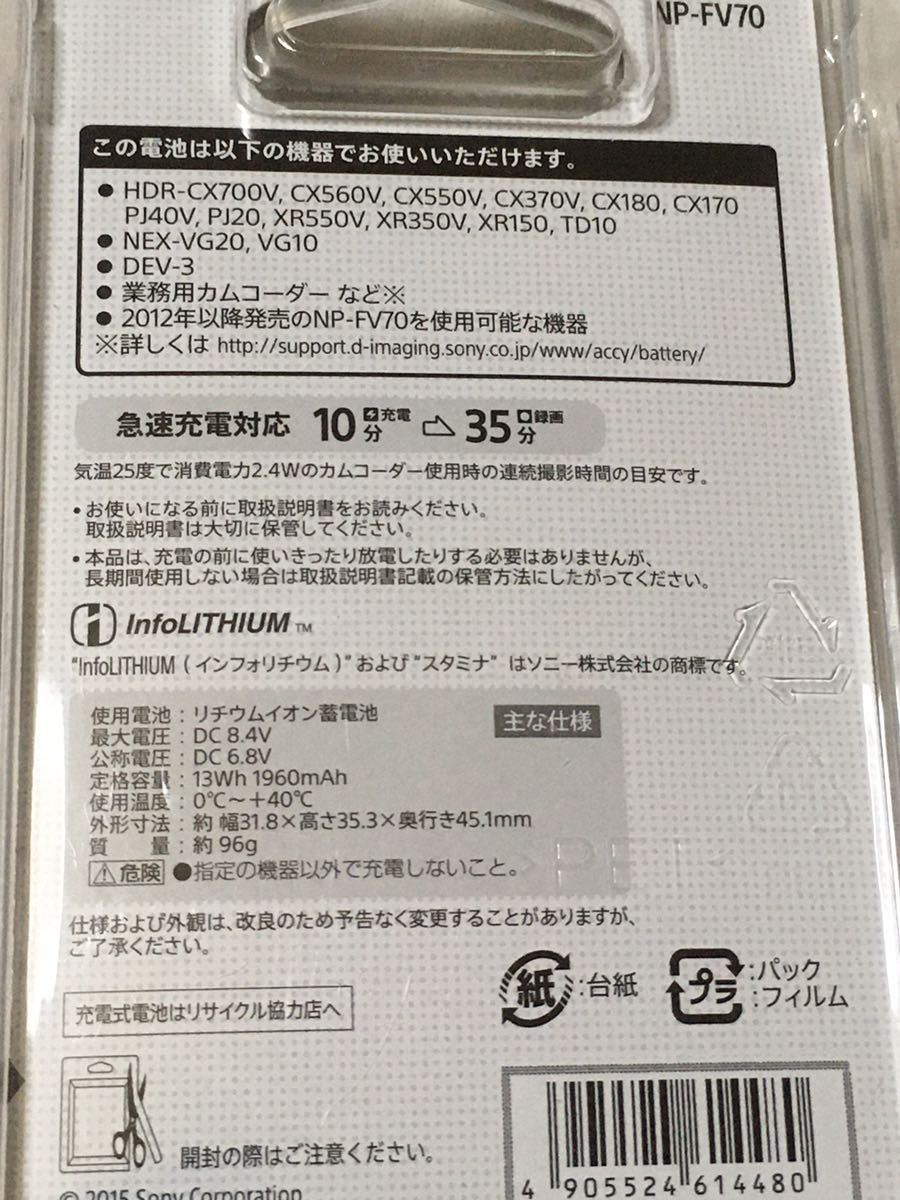 NP-FV70
この電池は以下の機器でお使いいただけます。
● HDR-CX700V, CX560V, CX550V, CX370V, CX180, CX170
PJ40V, PJ20, XR550V, XR350V, XR150, TD10
● NEX-VG20, VG10
● DEV-3
● 業務用カムコーダー など※
● 2012年以降発売のNP-FV70を使用可能な機器
※詳しくは http://support.d-imaging.sony.co.jp/www/accy/battery/
急速充電対応 10分 充電 ⇨ 35分 録画
気温25度で消費電力2.4Wのカムコーダー使用時の連続撮影時間の目安です。
• お使いになる前に取扱説明書をお読みください。
取扱説明書は大切に保管してください。
• 本品は、充電の前に使いきったり放電したりする必要はありませんが、
長期間使用しない場合は取扱説明書記載の保管方法にしたがってください。
InfoLITHIUM TM
"InfoLITHIUM (インフォリチウム)" および "スタミナ" はソニー株式会社の商標です。
主な仕様
使用電池 : リチウムイオン蓄電池
最大電圧 : DC 8.4V
公称電圧 : DC 6.8V
定格容量 : 13Wh 1960mAh
使用温度 : 0℃～+40℃
外形寸法 : 約 幅31.8×高さ35.3×奥行き45.1mm
質 量 : 約 96g
⚠危険 ●指定の機器以外で充電しないこと。
PET
仕様および外観は、改良のため予告なく変更することがありますが、
ご了承ください。
紙 : 台紙
プラ : パック
: フィルム
充電式電池はリサイクル協力店へ
開封の際はご注意ください。
4 905524 614480
© 2015 Sony Corporation